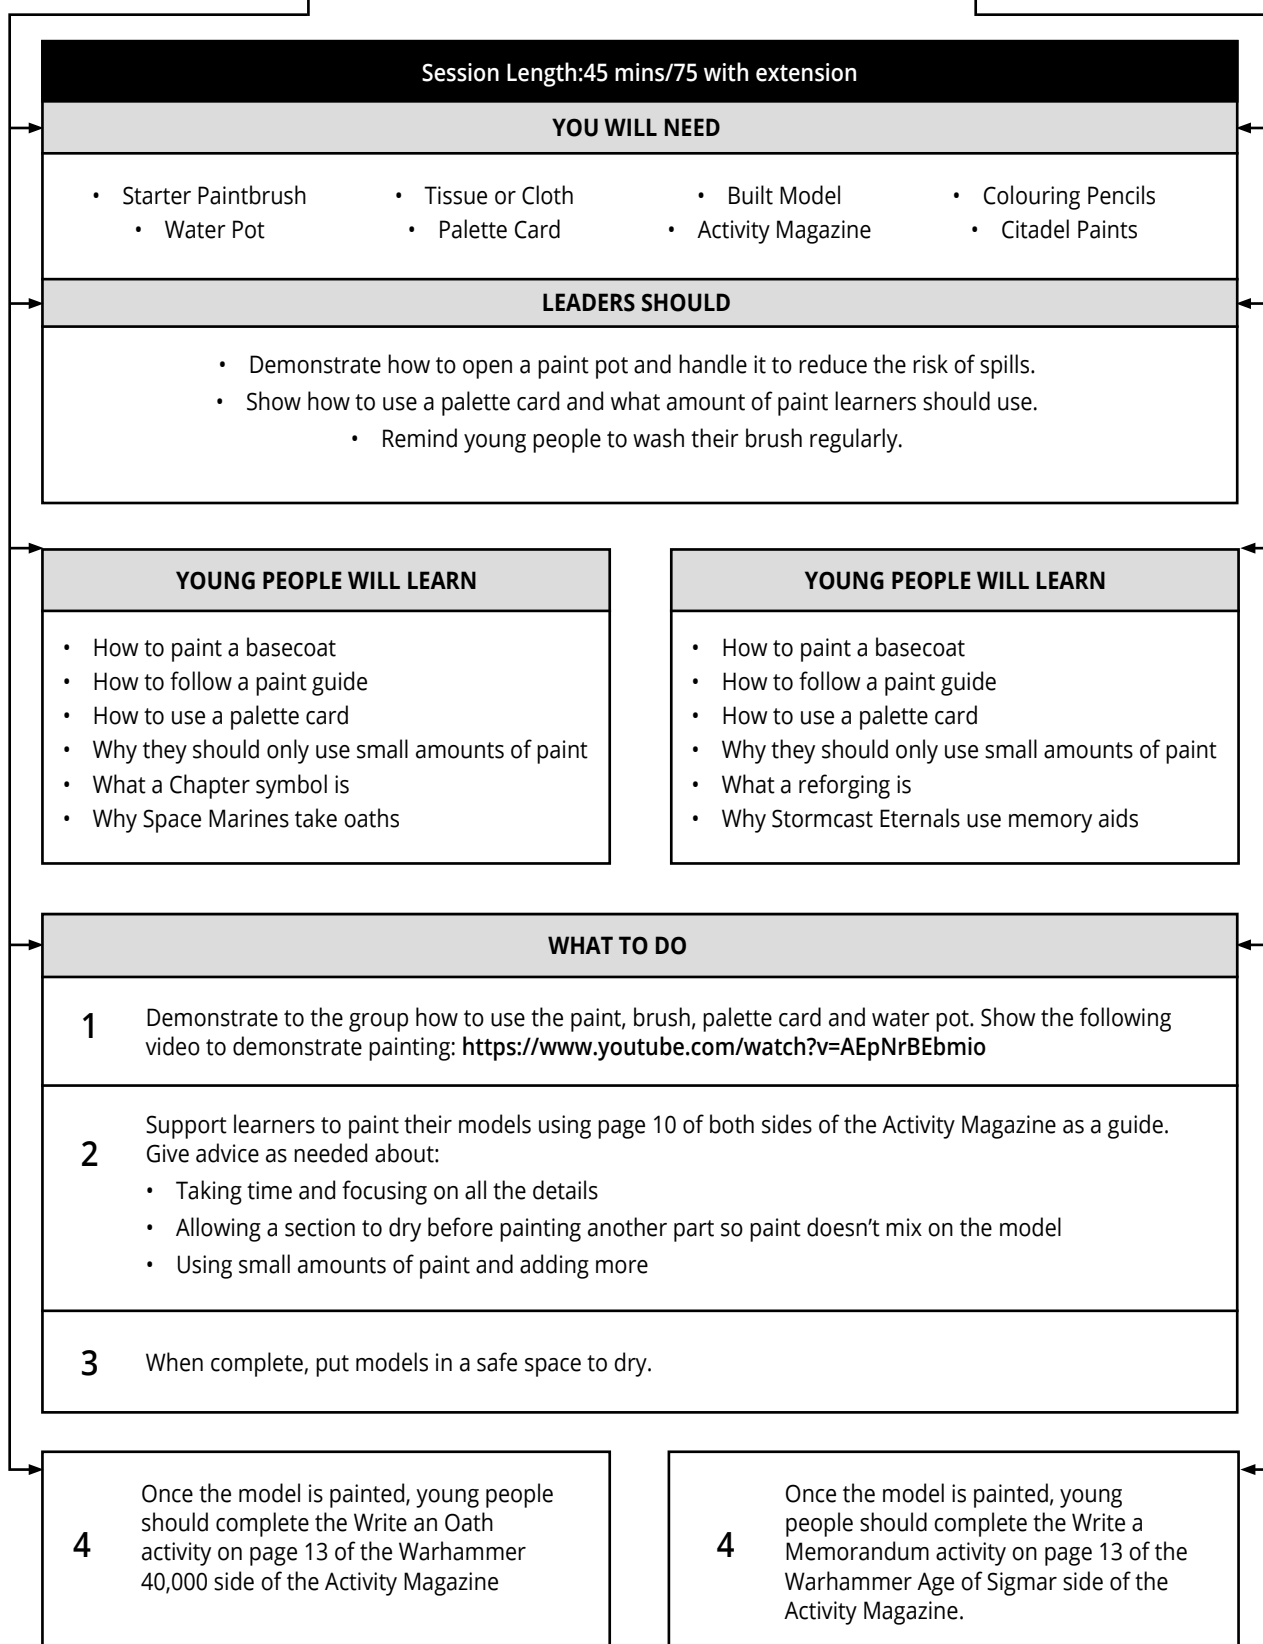 Session Length:45 mins/75 with extension
YOU WILL NEED
• Starter Paintbrush • Tissue or Cloth • Built Model • Colouring Pencils
• Water Pot • Palette Card • Activity Magazine • Citadel Paints
LEADERS SHOULD
• Demonstrate how to open a paint pot and handle it to reduce the risk of spills.
• Show how to use a palette card and what amount of paint learners should use.
• Remind young people to wash their brush regularly.
YOUNG PEOPLE WILL LEARN
• How to paint a basecoat
• How to follow a paint guide
• How to use a palette card
• Why they should only use small amounts of paint
• What a Chapter symbol is
• Why Space Marines take oaths
YOUNG PEOPLE WILL LEARN
• How to paint a basecoat
• How to follow a paint guide
• How to use a palette card
• Why they should only use small amounts of paint
• What a reforging is
• Why Stormcast Eternals use memory aids
WHAT TO DO
1 Demonstrate to the group how to use the paint, brush, palette card and water pot. Show the following
video to demonstrate painting: https://www.youtube.com/watch?v=AEpNrBEbmio
2 Support learners to paint their models using page 10 of both sides of the Activity Magazine as a guide.
Give advice as needed about:
• Taking time and focusing on all the details
• Allowing a section to dry before painting another part so paint doesn't mix on the model
• Using small amounts of paint and adding more
3 When complete, put models in a safe space to dry.
4 Once the model is painted, young people
should complete the Write an Oath
activity on page 13 of the Warhammer
40,000 side of the Activity Magazine
4 Once the model is painted, young
people should complete the Write a
Memorandum activity on page 13 of the
Warhammer Age of Sigmar side of the
Activity Magazine.